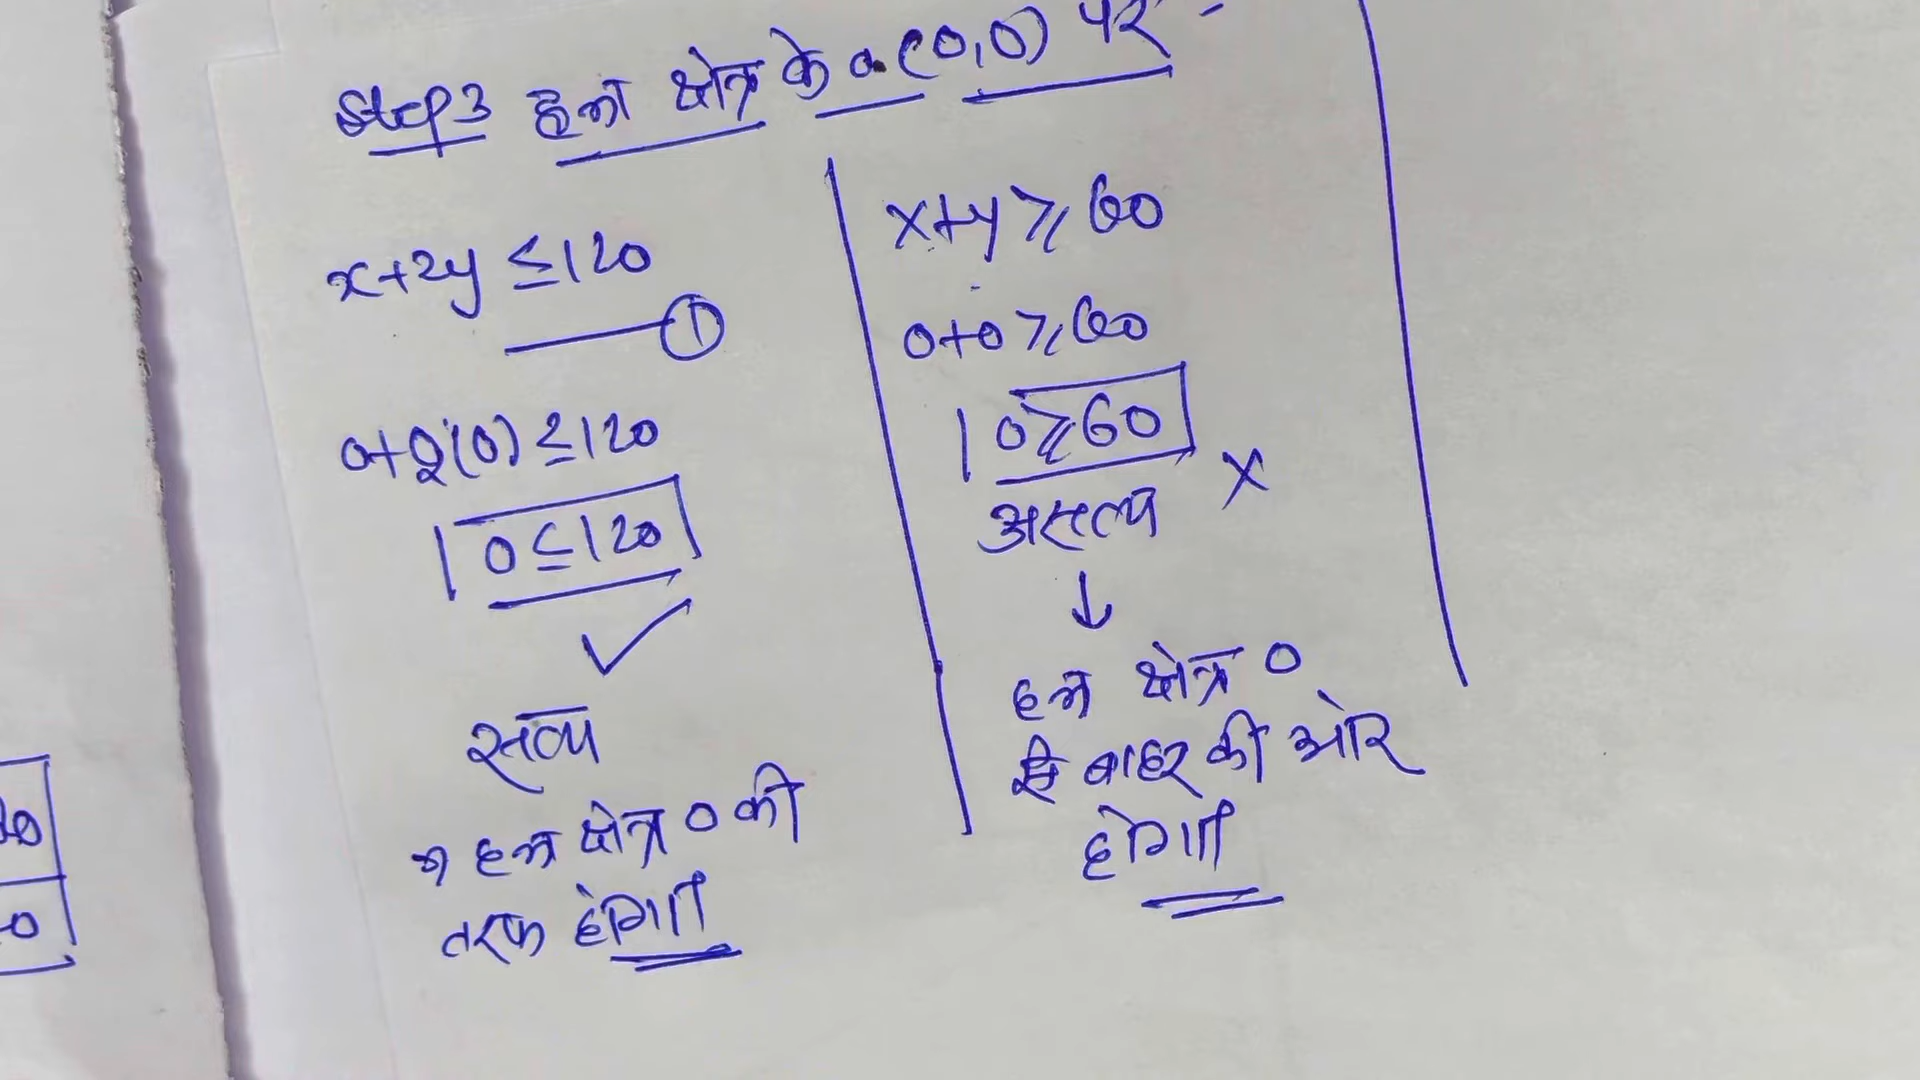 Step 3 हल क्षेत्र के o(0,0) पर
x+2y ≤120
①
0+2(0) ≤120
0≤120
✓
सत्य
हल क्षेत्र 0 की
तरफ होगा
x+y ≥ 60
0+0 ≥ 60
0≥60
असत्य ×
↓
हल क्षेत्र 0
से बाहर की ओर
होगा